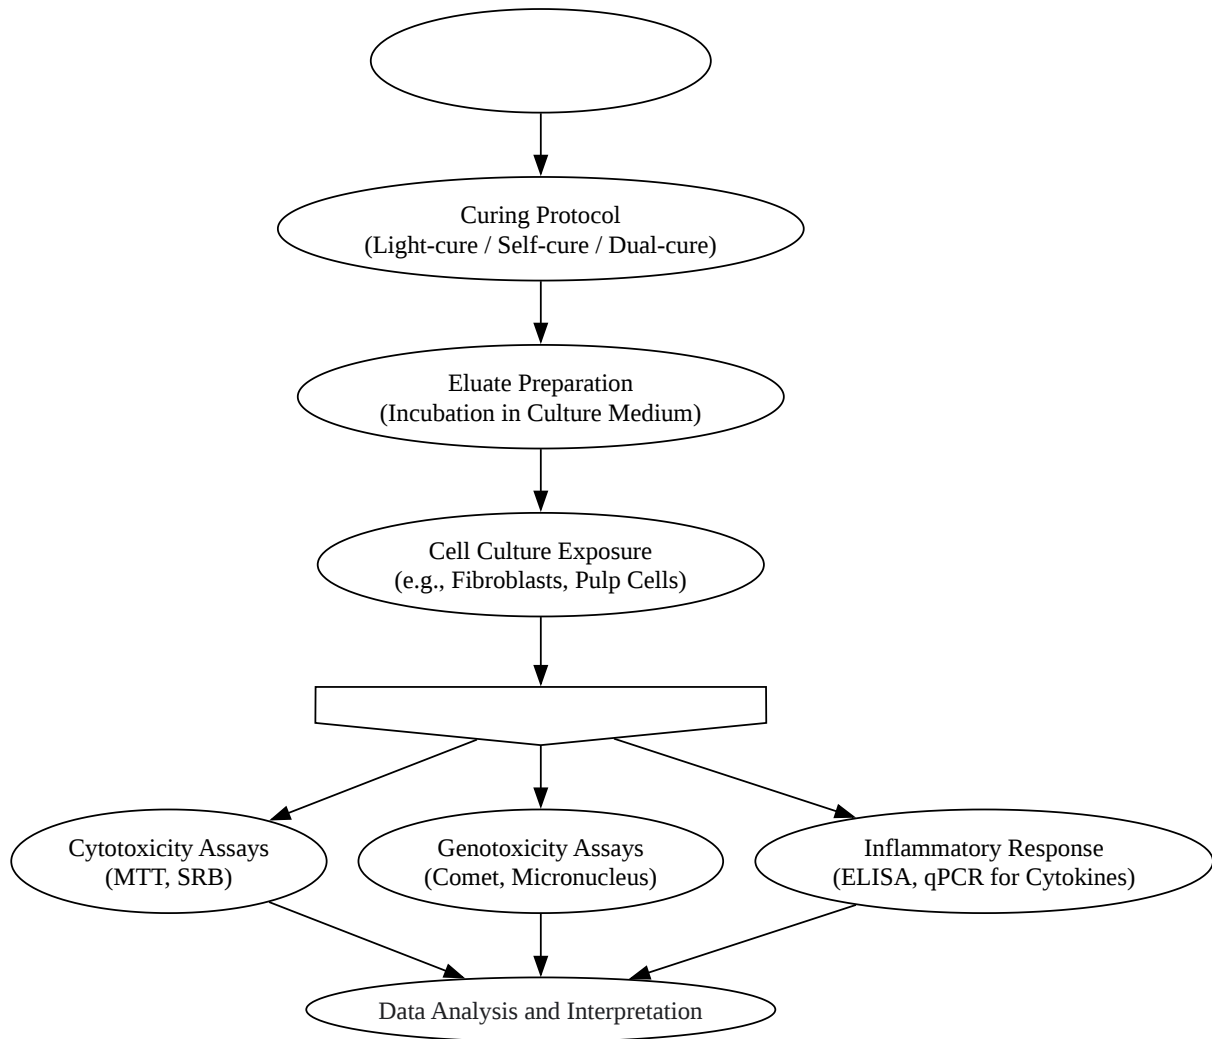 Curing Protocol
(Light-cure / Self-cure / Dual-cure)
Eluate Preparation
(Incubation in Culture Medium)
Cell Culture Exposure
(e.g., Fibroblasts, Pulp Cells)
Cytotoxicity Assays
(MTT, SRB)
Genotoxicity Assays
(Comet, Micronucleus)
Inflammatory Response
(ELISA, qPCR for Cytokines)
Data Analysis and Interpretation